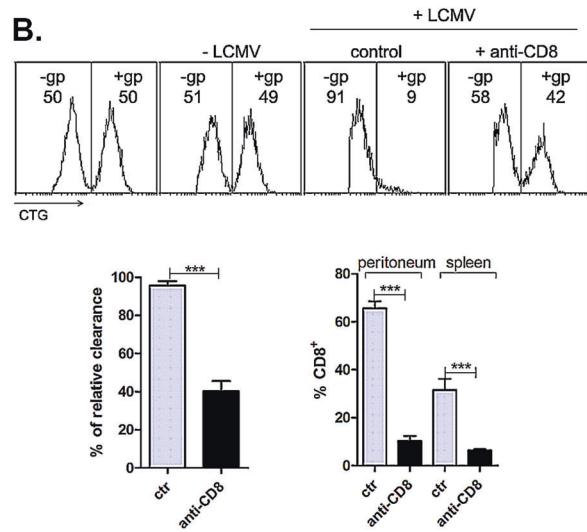 B.
+ LCMV
- LCMV
control
+ anti-CD8
-gp +gp -gp +gp -gp +gp -gp +gp
50 50 51 49 91 9 58 42
CTG
peritoneum spleen
% of relative clearance
100
80
60
40
20
0
***
ctr
anti-CD8
% CD8⁺
80
60
40
20
0
***
***
ctr
anti-CD8
ctr
anti-CD8